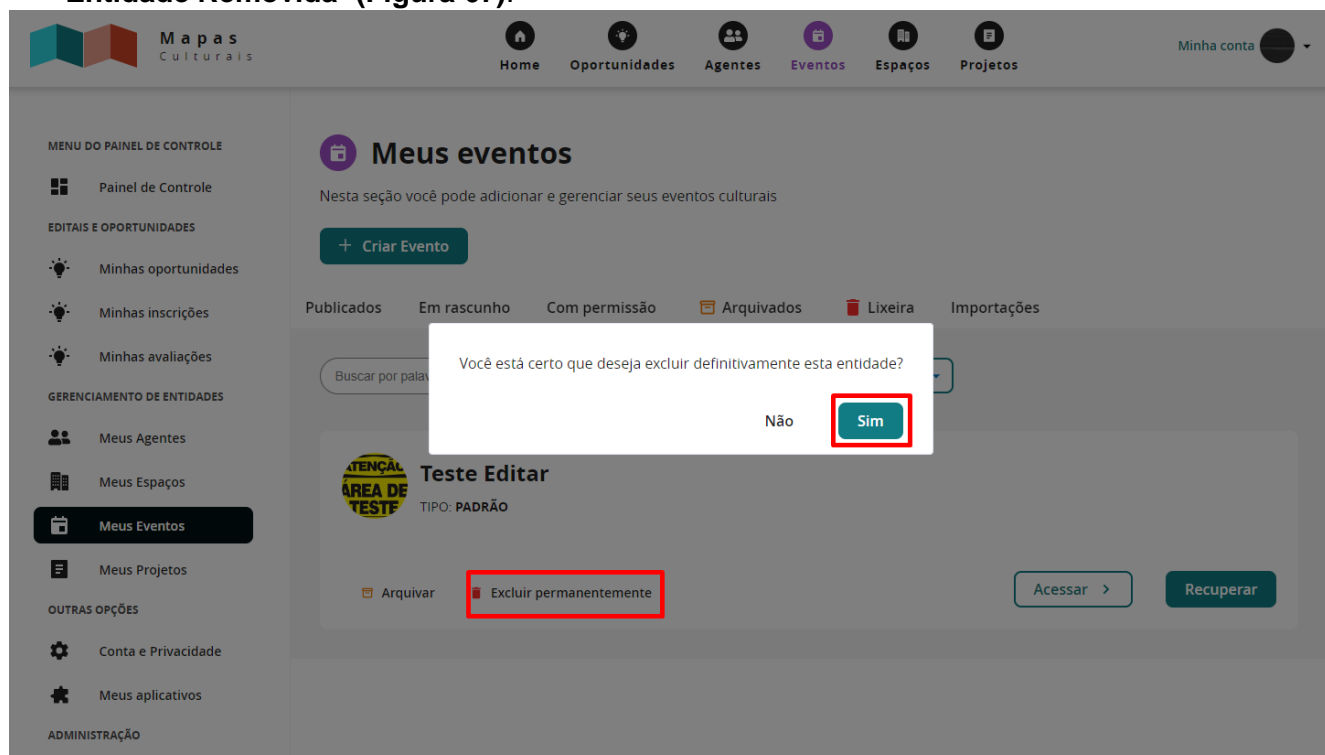 Entidade Removida" (Figura 67).
Mapas
Culturais
Home Oportunidades Agentes Eventos Espaços Projetos
Minha conta
MENU DO PAINEL DE CONTROLE
Painel de Controle
EDITAIS E OPORTUNIDADES
Minhas oportunidades
Minhas inscrições
Minhas avaliações
GERENCIAMENTO DE ENTIDADES
Meus Agentes
Meus Espaços
Meus Eventos
Meus Projetos
OUTRAS OPÇÕES
Conta e Privacidade
Meus aplicativos
ADMINISTRAÇÃO
Meus eventos
Nesta seção você pode adicionar e gerenciar seus eventos culturais
+ Criar Evento
Publicados Em rascunho Com permissão Arquivados Lixeira Importações
Buscar por
Você está certo que deseja excluir definitivamente esta entidade?
Não Sim
ATENÇÃO
ÁREA DE
TESTE
Teste Editar
TIPO: PADRÃO
Arquivar Excluir permanentemente
Acessar >
Recuperar